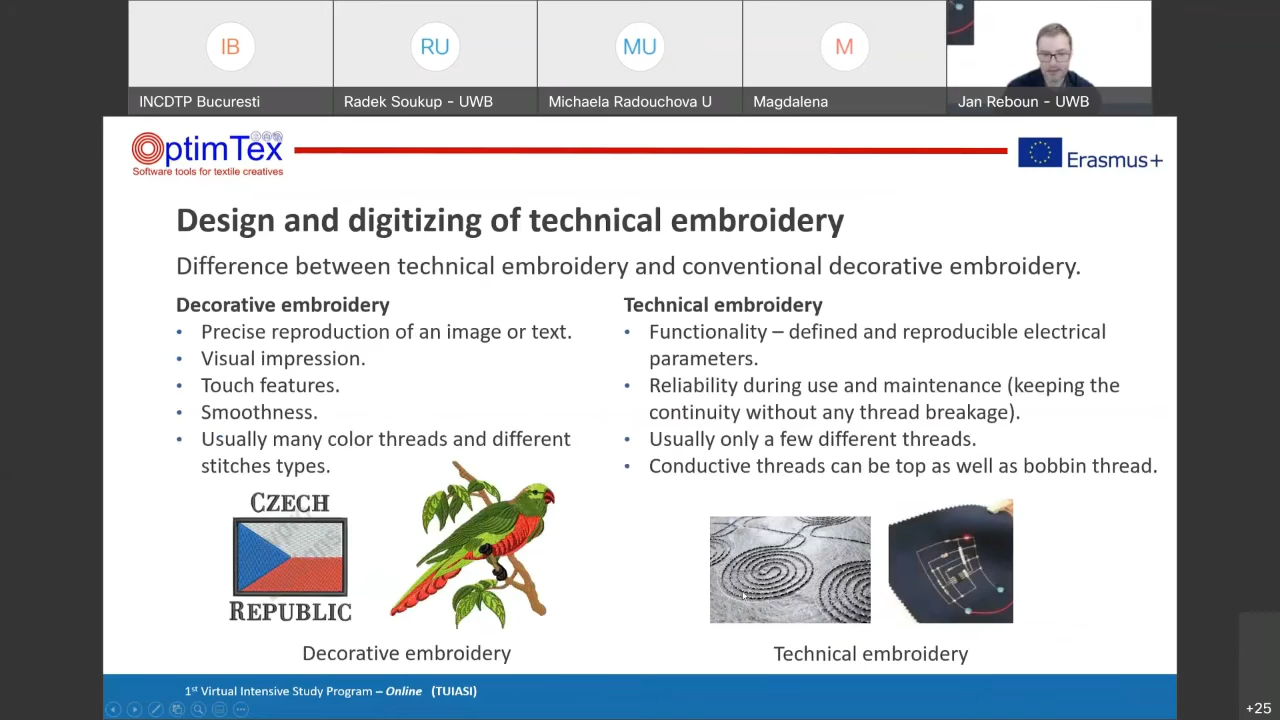 IB
RU
MU
M
INCDTP Bucuresti
Radek Soukup - UWB
Michaela Radouchova U
Magdalena
Jan Reboun - UWB
OptimTex
Software tools for textile creatives
Erasmus+
Design and digitizing of technical embroidery
Difference between technical embroidery and conventional decorative embroidery.
Decorative embroidery
• Precise reproduction of an image or text.
• Visual impression.
• Touch features.
• Smoothness.
• Usually many color threads and different
stitches types.
Technical embroidery
• Functionality – defined and reproducible electrical
parameters.
• Reliability during use and maintenance (keeping the
continuity without any thread breakage).
• Usually only a few different threads.
• Conductive threads can be top as well as bobbin thread.
CZECH
REPUBLIC
Decorative embroidery
Technical embroidery
1st Virtual Intensive Study Program – Online (TUIASI)
+25